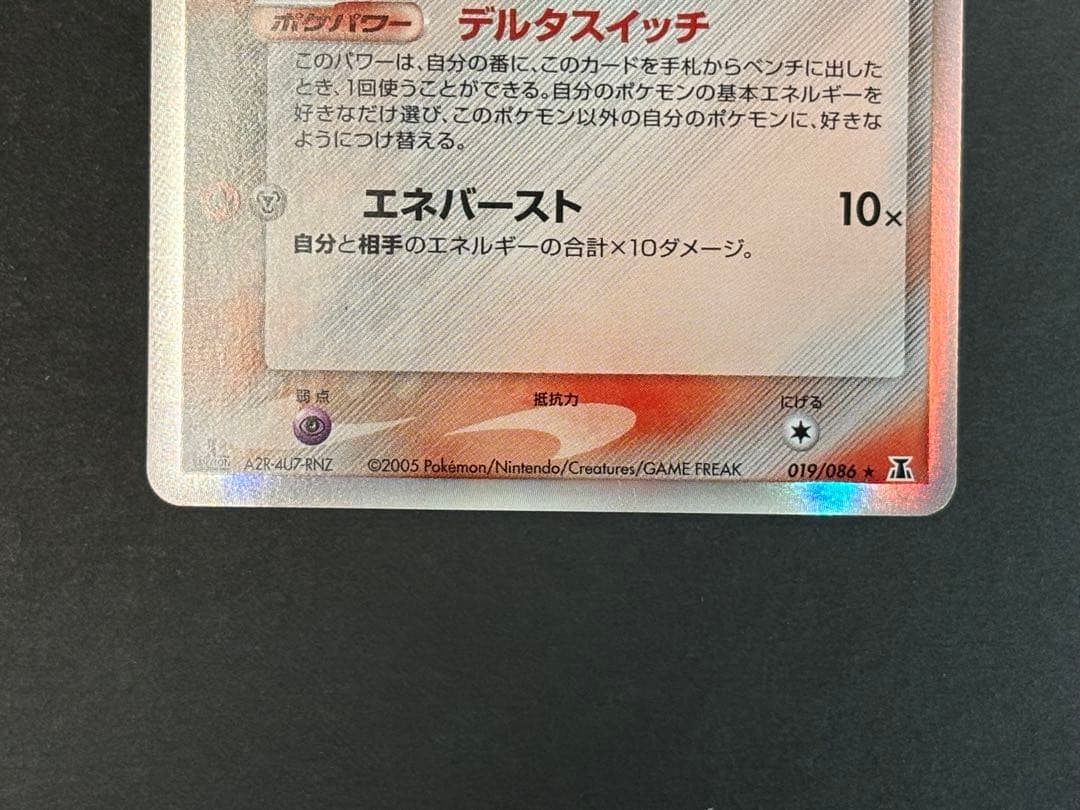 ポケパワー デルタスイッチ
このパワーは、自分の番に、このカードを手札からベンチに出した
とき、1回使うことができる。自分のポケモンの基本エネルギーを
好きなだけ選び、このポケモン以外の自分のポケモンに、好きな
ようにつけ替える。
エネバースト 10×
自分と相手のエネルギーの合計×10ダメージ。
弱点 抵抗力 にげる
A2R-4U7-RNZ ©2005 Pokémon/Nintendo/Creatures/GAME FREAK 019/086 ★